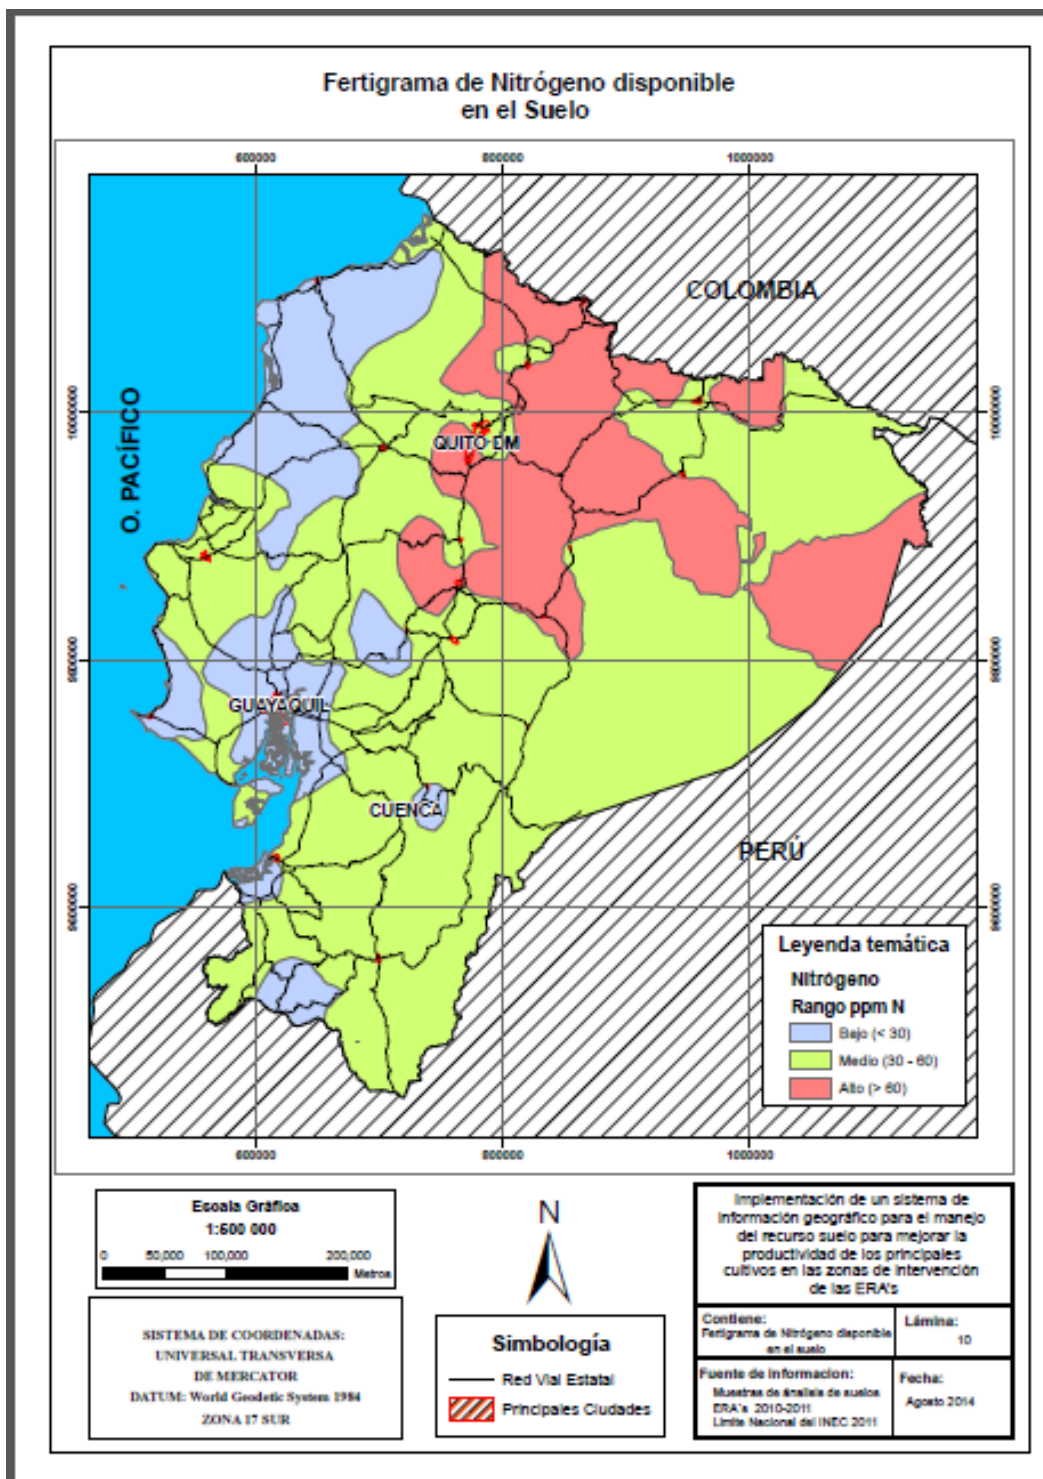 Fertigrama de Nitrógeno disponible
en el Suelo
600000
800000
1000000
10000000
10000000
COLOMBIA
O. PACÍFICO
QUITO DM
9800000
9800000
GUAYAQUIL
CUENCA
PERÚ
9600000
9600000
Leyenda temática
Nitrógeno
Rango ppm N
Bajo (< 30)
Medio (30 - 60)
Alto (> 60)
600000
800000
1000000
Escala Gráfica
1:500 000
0 50,000 100,000 200,000
Metros
SISTEMA DE COORDENADAS:
UNIVERSAL TRANSVERSA
DE MERCATOR
DATUM: World Geodetic System 1984
ZONA 17 SUR
N
Simbología
Red Vial Estatal
Principales Ciudades
Implementación de un sistema de
información geográfico para el manejo
del recurso suelo para mejorar la
productividad de los principales
cultivos en las zonas de intervención
de las ERA's
Contiene:
Fertigrama de Nitrógeno disponible
en el suelo
Lámina:
10
Fuente de informacion:
Muestras de ánalisis de suelos
ERA's 2010-2011
Límite Nacional del INEC 2011
Fecha:
Agosto 2014